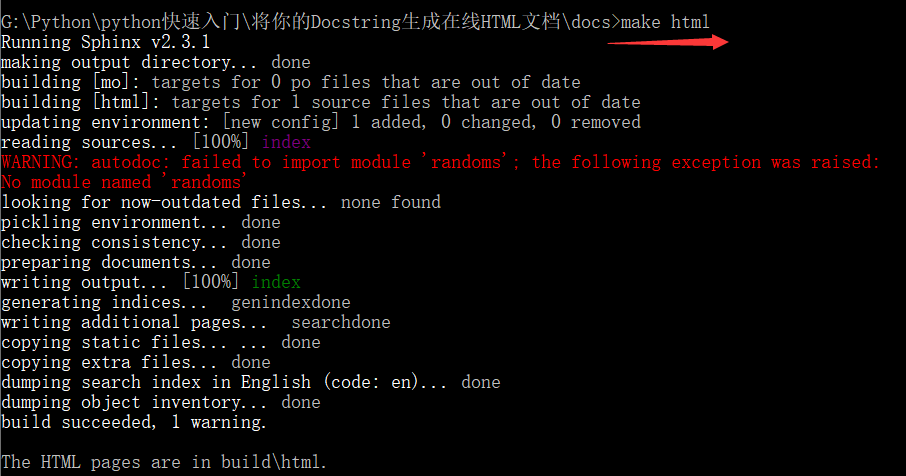 G:\Python\python快速入门\将你的Docstring生成在线HTML文档\docs>make html
Running Sphinx v2.3.1
making output directory... done
building [mo]: targets for 0 po files that are out of date
building [html]: targets for 1 source files that are out of date
updating environment: [new config] 1 added, 0 changed, 0 removed
reading sources... [100%] index
WARNING: autodoc: failed to import module 'randoms'; the following exception was raised:
No module named 'randoms'
looking for now-outdated files... none found
pickling environment... done
checking consistency... done
preparing documents... done
writing output... [100%] index
generating indices...  genindexdone
writing additional pages...  searchdone
copying static files... ... done
copying extra files... done
dumping search index in English (code: en)... done
dumping object inventory... done
build succeeded, 1 warning.
The HTML pages are in build\html.